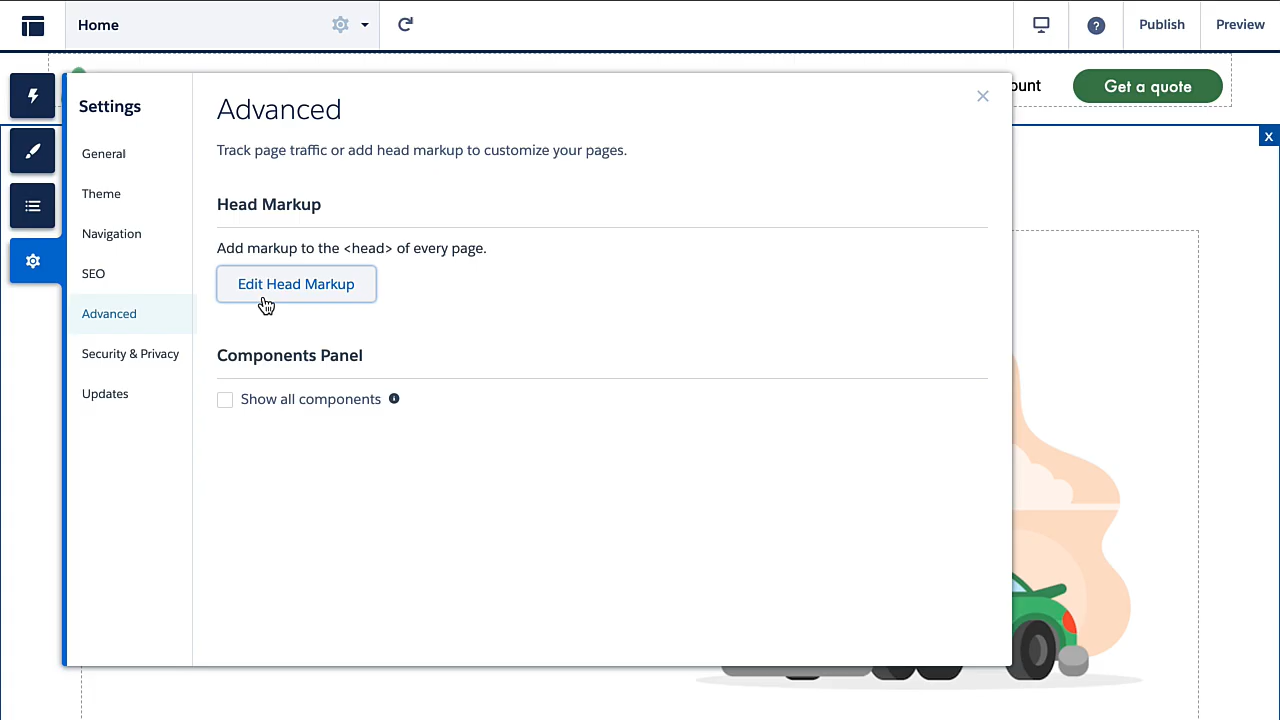 Home
Publish
Preview
Get a quote
Settings
General
Theme
Navigation
SEO
Advanced
Security & Privacy
Updates
Advanced
Track page traffic or add head markup to customize your pages.
Head Markup
Add markup to the <head> of every page.
Edit Head Markup
Components Panel
Show all components
x